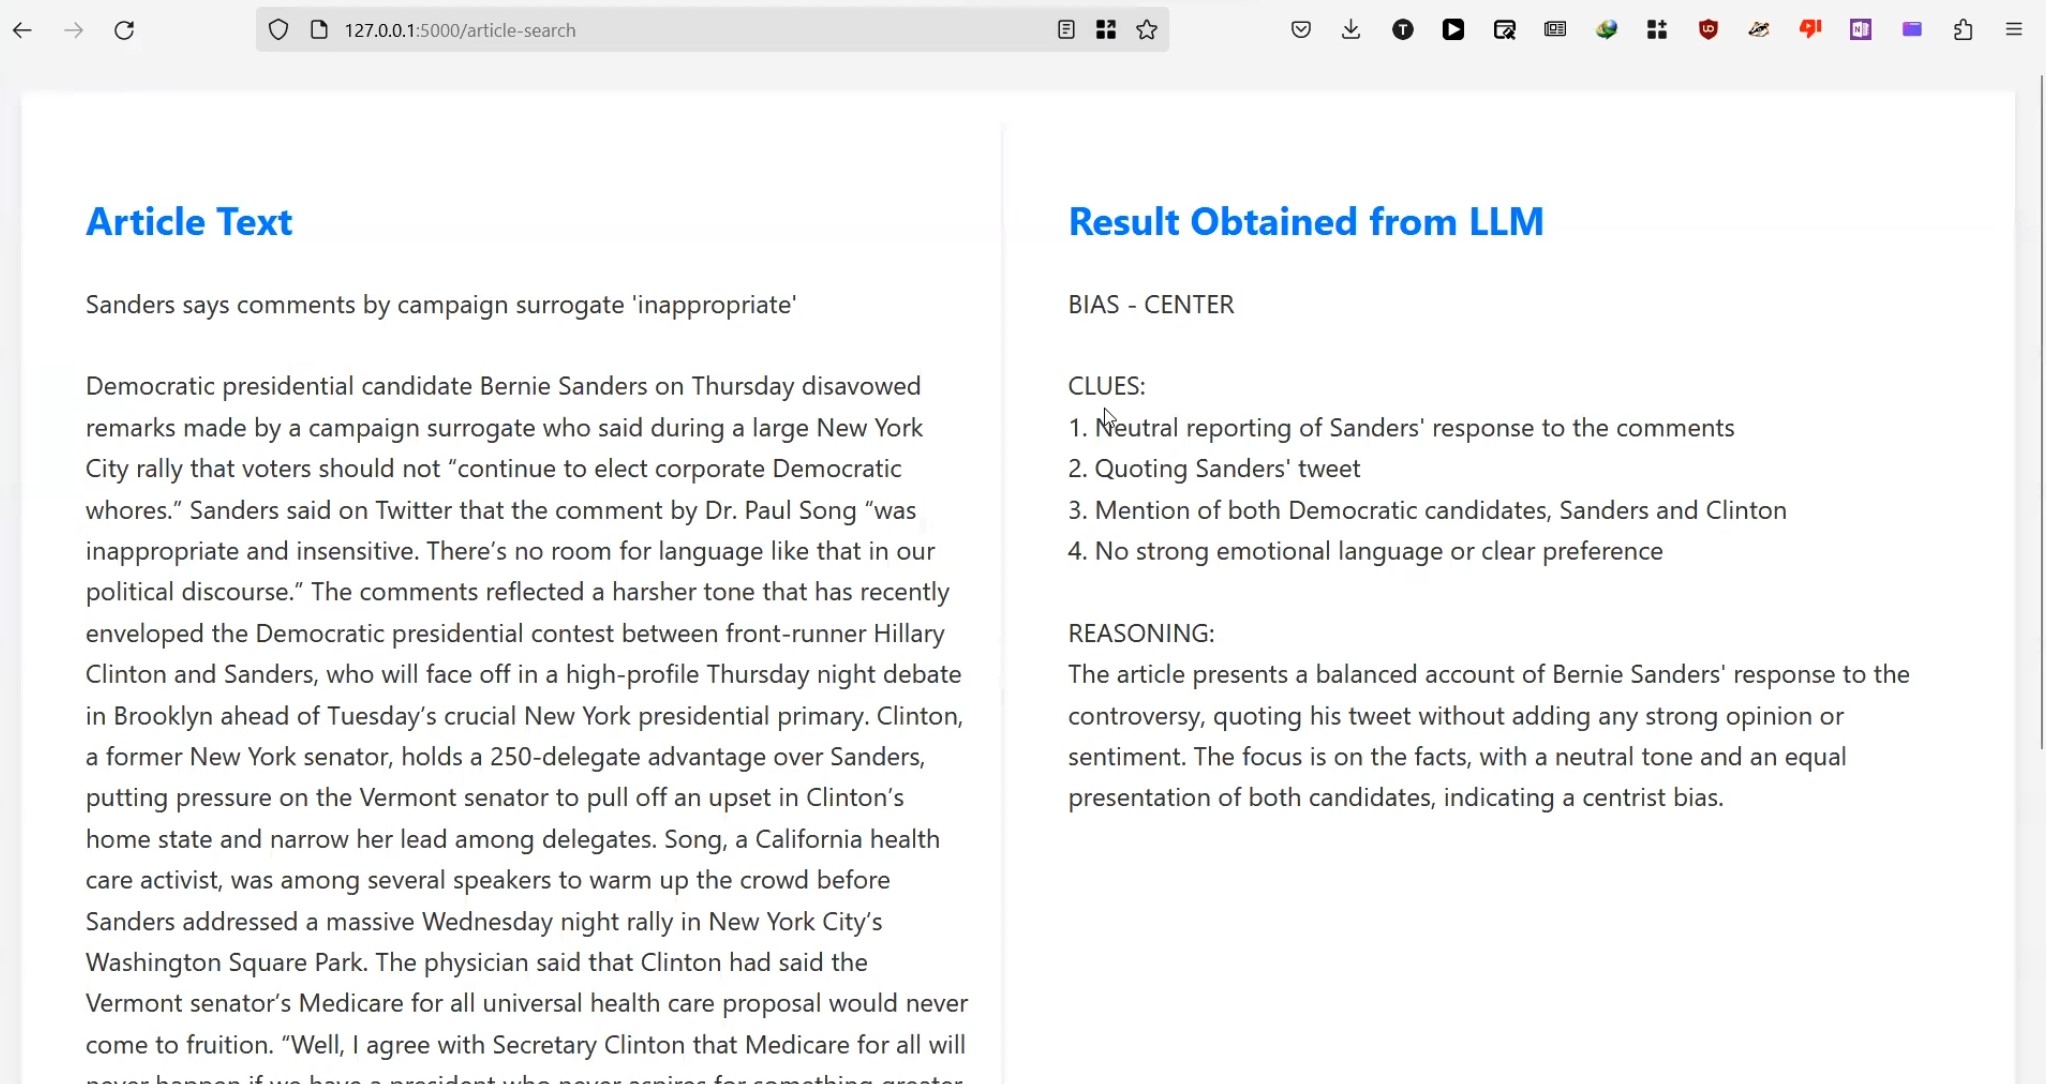 127.0.0.1:5000/article-search
Article Text
Sanders says comments by campaign surrogate 'inappropriate'
Democratic presidential candidate Bernie Sanders on Thursday disavowed
remarks made by a campaign surrogate who said during a large New York
City rally that voters should not “continue to elect corporate Democratic
whores.” Sanders said on Twitter that the comment by Dr. Paul Song “was
inappropriate and insensitive. There’s no room for language like that in our
political discourse.” The comments reflected a harsher tone that has recently
enveloped the Democratic presidential contest between front-runner Hillary
Clinton and Sanders, who will face off in a high-profile Thursday night debate
in Brooklyn ahead of Tuesday’s crucial New York presidential primary. Clinton,
a former New York senator, holds a 250-delegate advantage over Sanders,
putting pressure on the Vermont senator to pull off an upset in Clinton’s
home state and narrow her lead among delegates. Song, a California health
care activist, was among several speakers to warm up the crowd before
Sanders addressed a massive Wednesday night rally in New York City’s
Washington Square Park. The physician said that Clinton had said the
Vermont senator’s Medicare for all universal health care proposal would never
come to fruition. “Well, I agree with Secretary Clinton that Medicare for all will
never happen if we have a president who never aspires for something greater
Result Obtained from LLM
BIAS - CENTER
CLUES:
1. Neutral reporting of Sanders' response to the comments
2. Quoting Sanders' tweet
3. Mention of both Democratic candidates, Sanders and Clinton
4. No strong emotional language or clear preference
REASONING:
The article presents a balanced account of Bernie Sanders' response to the
controversy, quoting his tweet without adding any strong opinion or
sentiment. The focus is on the facts, with a neutral tone and an equal
presentation of both candidates, indicating a centrist bias.